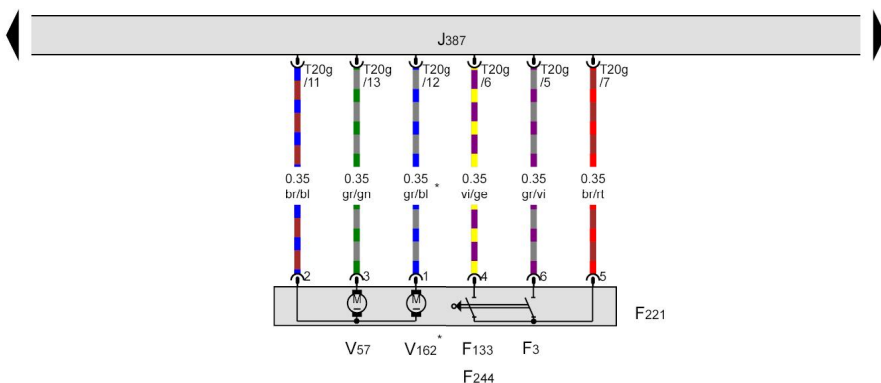 J387
T20g T20g T20g T20g T20g T20g
/11 /13 /12 /6 /5 /7
0.35 0.35 0.35 0.35 0.35 0.35
br/bl gr/gn gr/bl * vi/ge gr/vi br/rt
2 3 1 4 6 5
M M
F221
V57 V162* F133 F3
F244